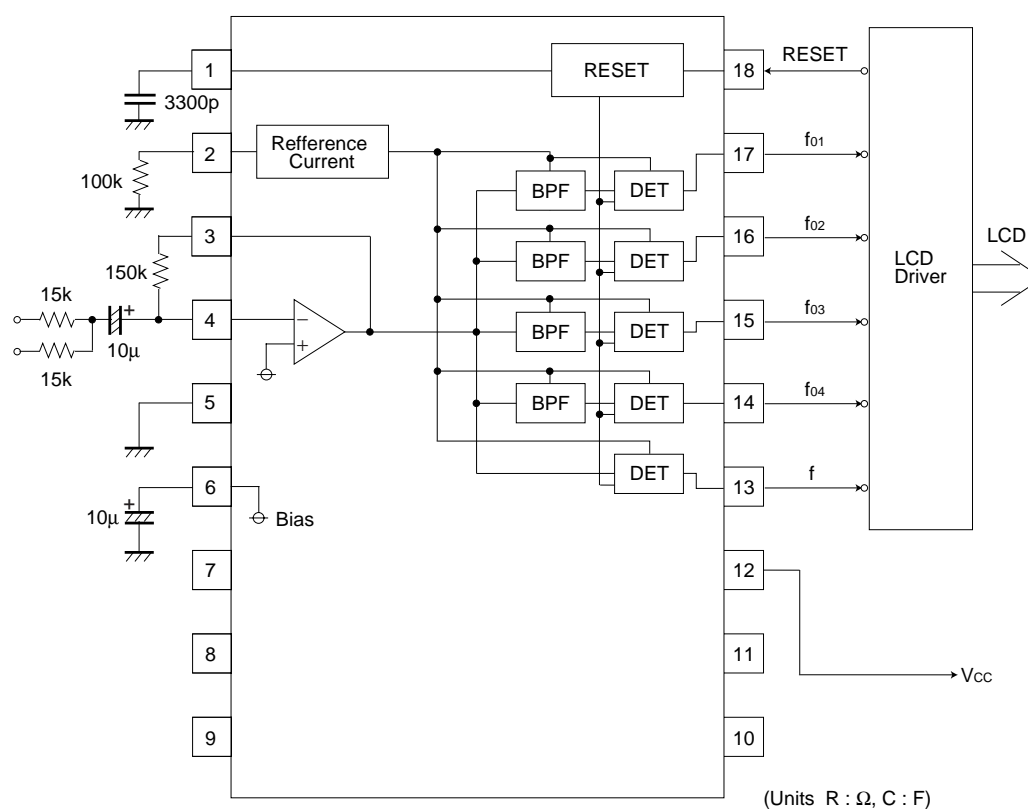 1
3300p
RESET
18
RESET
2
Refference
Current
100k
17
f01
BPF
DET
3
150k
16
f02
BPF
DET
LCD
Driver
LCD
15k
+
10µ
15k
4
−
+
BPF
DET
15
f03
5
BPF
DET
14
f04
DET
13
f
6
+
10µ
Bias
7
12
8
11
Vcc
9
10
(Units R : Ω, C : F)